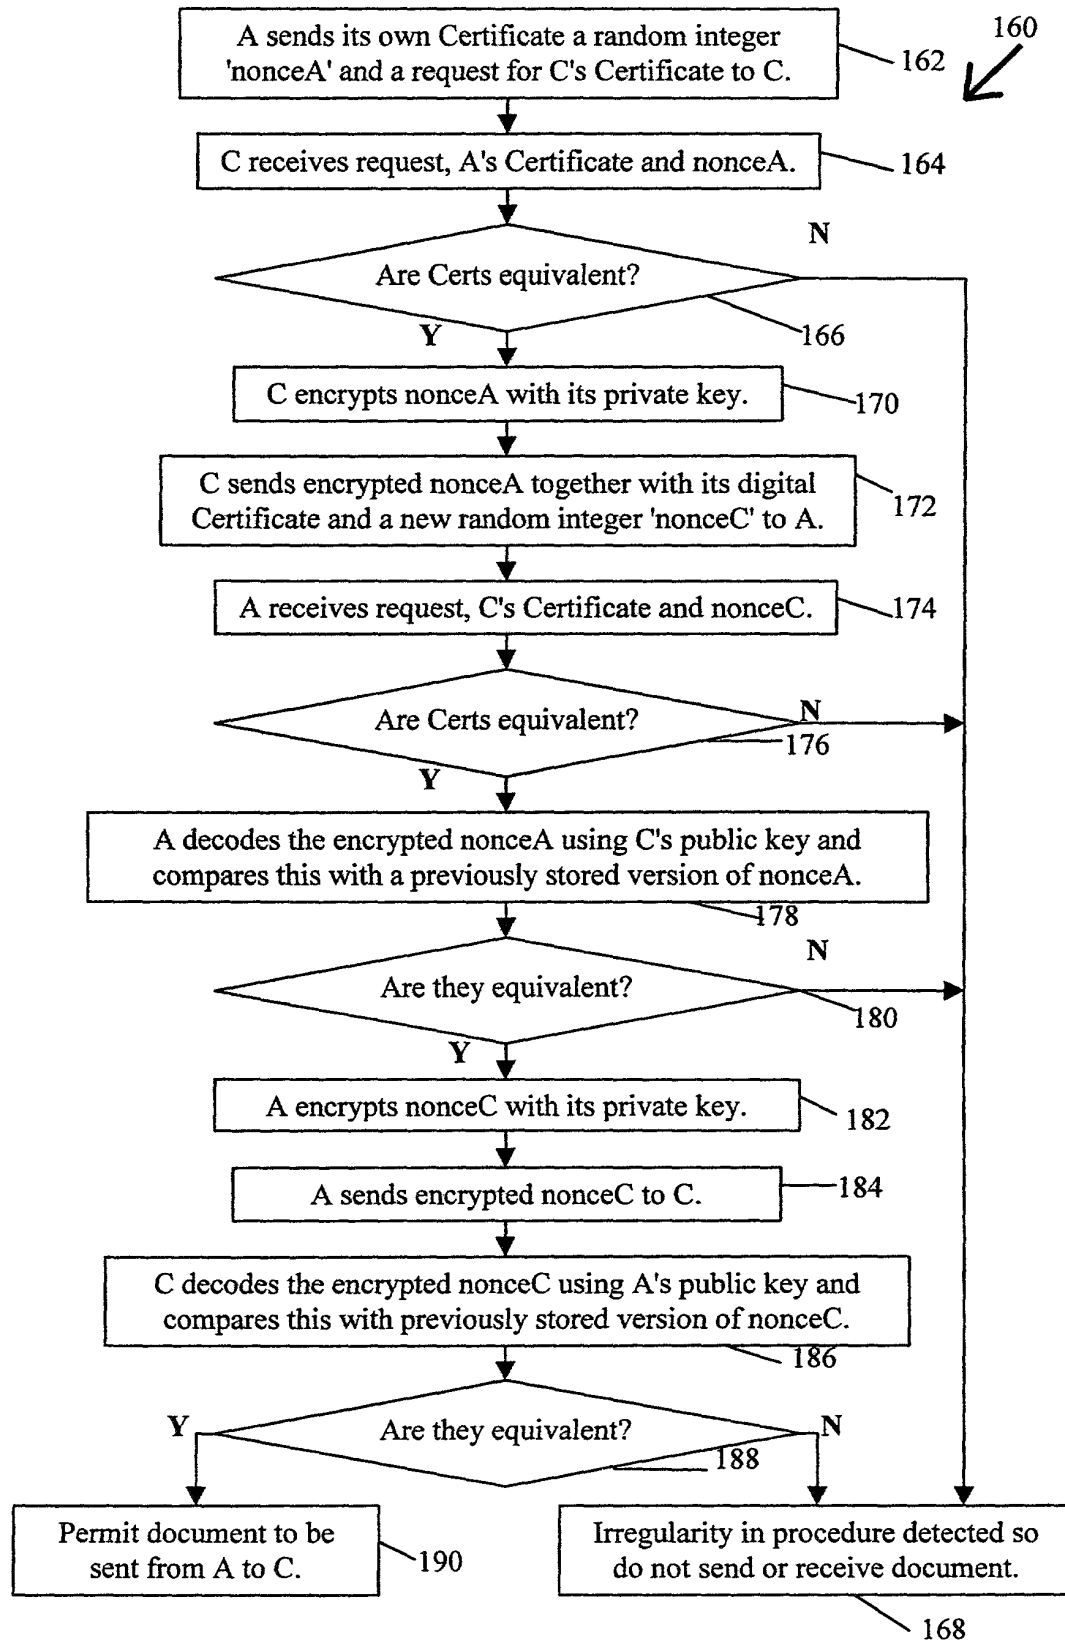 A sends its own Certificate a random integer
'nonceA' and a request for C's Certificate to C.
162
160
C receives request, A's Certificate and nonceA.
164
N
Are Certs equivalent?
166
Y
C encrypts nonceA with its private key.
170
C sends encrypted nonceA together with its digital
Certificate and a new random integer 'nonceC' to A.
172
A receives request, C's Certificate and nonceC.
174
Are Certs equivalent?
N
176
Y
A decodes the encrypted nonceA using C's public key and
compares this with a previously stored version of nonceA.
178
N
Are they equivalent?
180
Y
A encrypts nonceC with its private key.
182
A sends encrypted nonceC to C.
184
C decodes the encrypted nonceC using A's public key and
compares this with previously stored version of nonceC.
186
Y
Are they equivalent?
N
188
Permit document to be
sent from A to C.
190
Irregularity in procedure detected so
do not send or receive document.
168